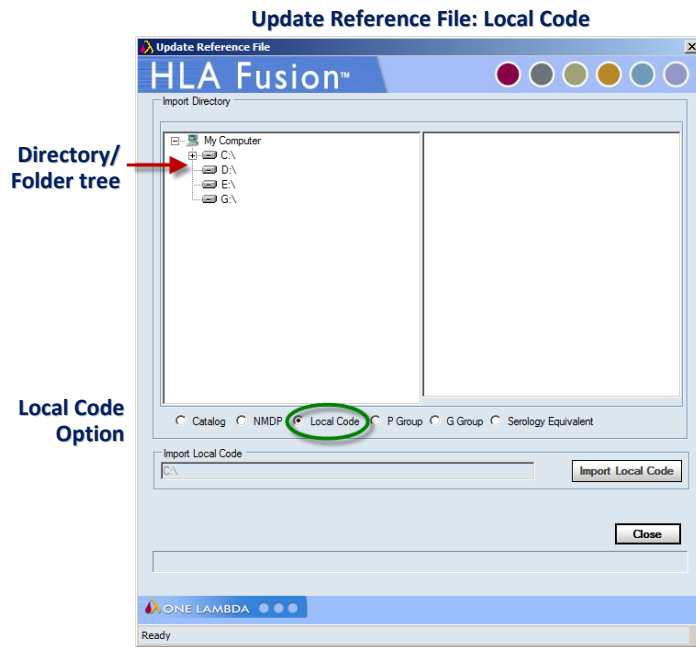 Update Reference File: Local Code
Update Reference File
HLA Fusion™
Import Directory
My Computer
C:\
D:\
E:\
G:\
Directory/
Folder tree
Local Code
Option
Catalog NMDP Local Code P Group G Group Serology Equivalent
Import Local Code
C:\ Import Local Code
Close
ONE LAMBDA
Ready